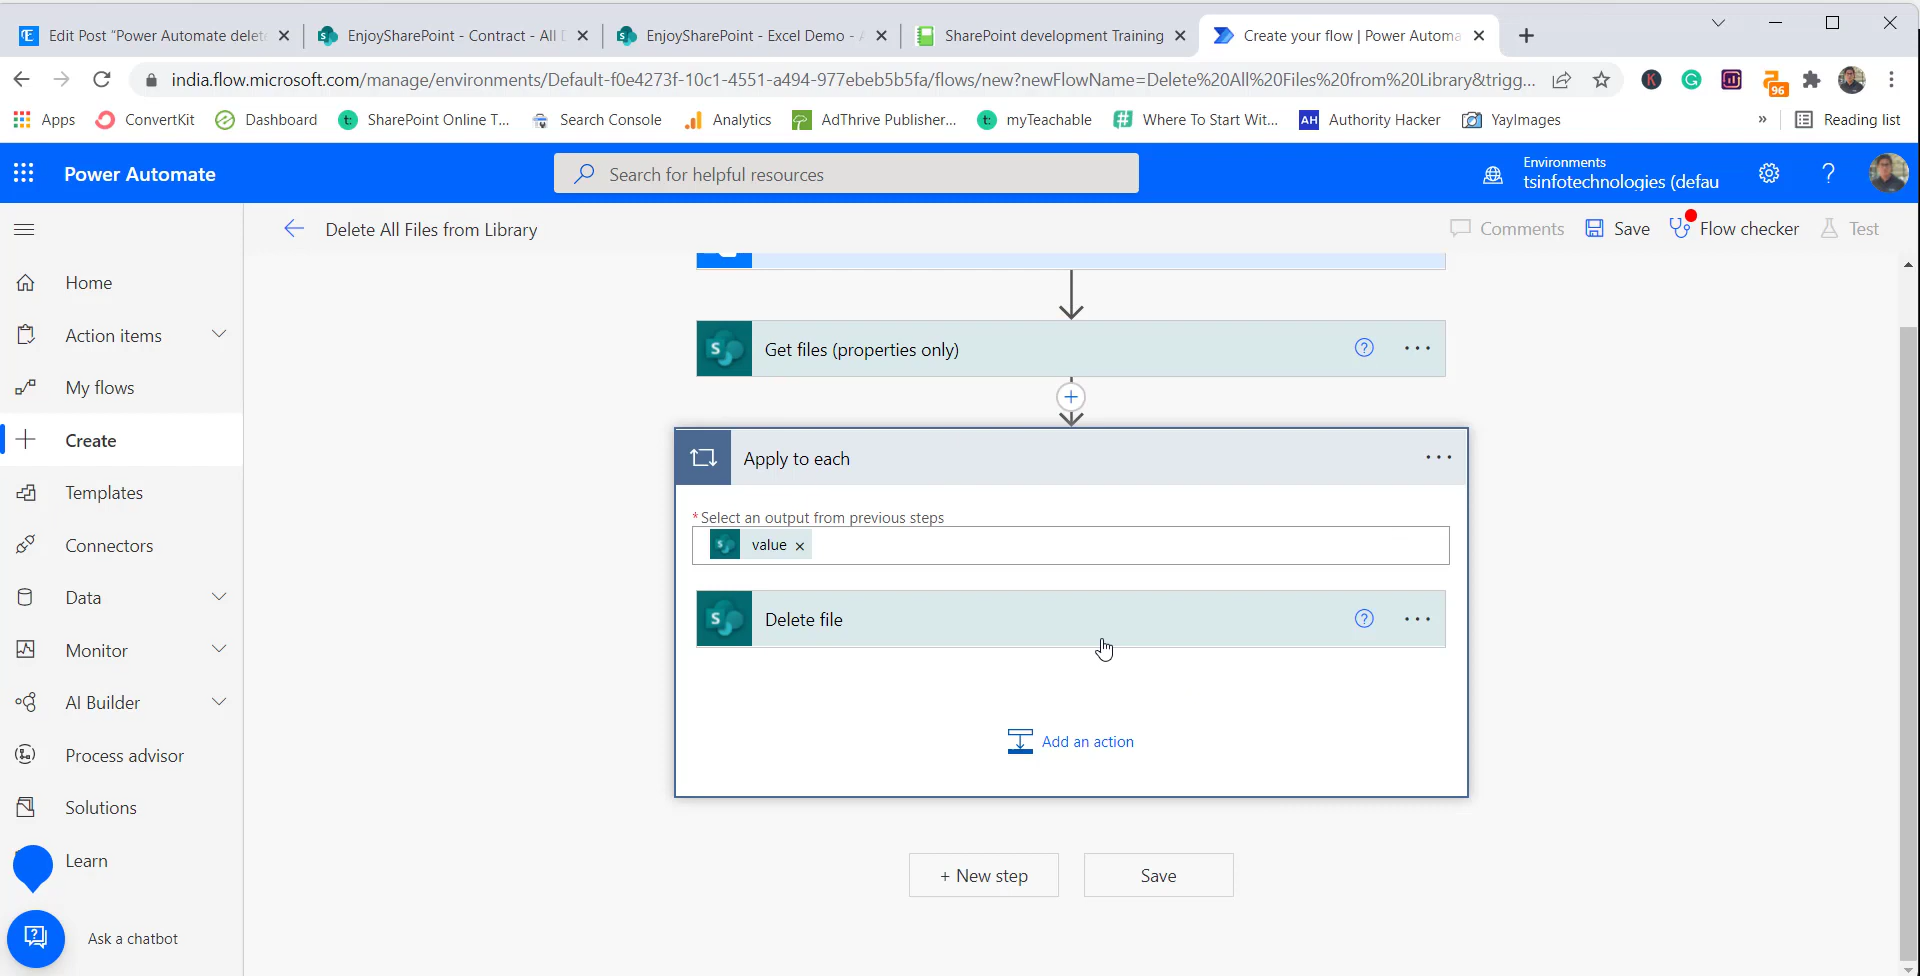 Edit Post "Power Automate delete
EnjoySharePoint - Contract - All D
EnjoySharePoint - Excel Demo - A
SharePoint development Training
Create your flow | Power Automa
india.flow.microsoft.com/manage/environments/Default-f0e4273f-10c1-4551-a494-977ebeb5b5fa/flows/new?newFlowName=Delete%20All%20Files%20from%20Library&trigg...
96
Apps
ConvertKit
Dashboard
SharePoint Online T...
Search Console
Analytics
AdThrive Publisher...
myTeachable
Where To Start Wit...
AH
Authority Hacker
YayImages
»
Reading list
Power Automate
Search for helpful resources
Environments
tsinfotechnologies (defau
Delete All Files from Library
Comments
Save
Flow checker
Test
Home
Action items
My flows
Create
Templates
Connectors
Data
Monitor
AI Builder
Process advisor
Solutions
Learn
Ask a chatbot
Get files (properties only)
Apply to each
* Select an output from previous steps
value ×
Delete file
Add an action
+ New step
Save